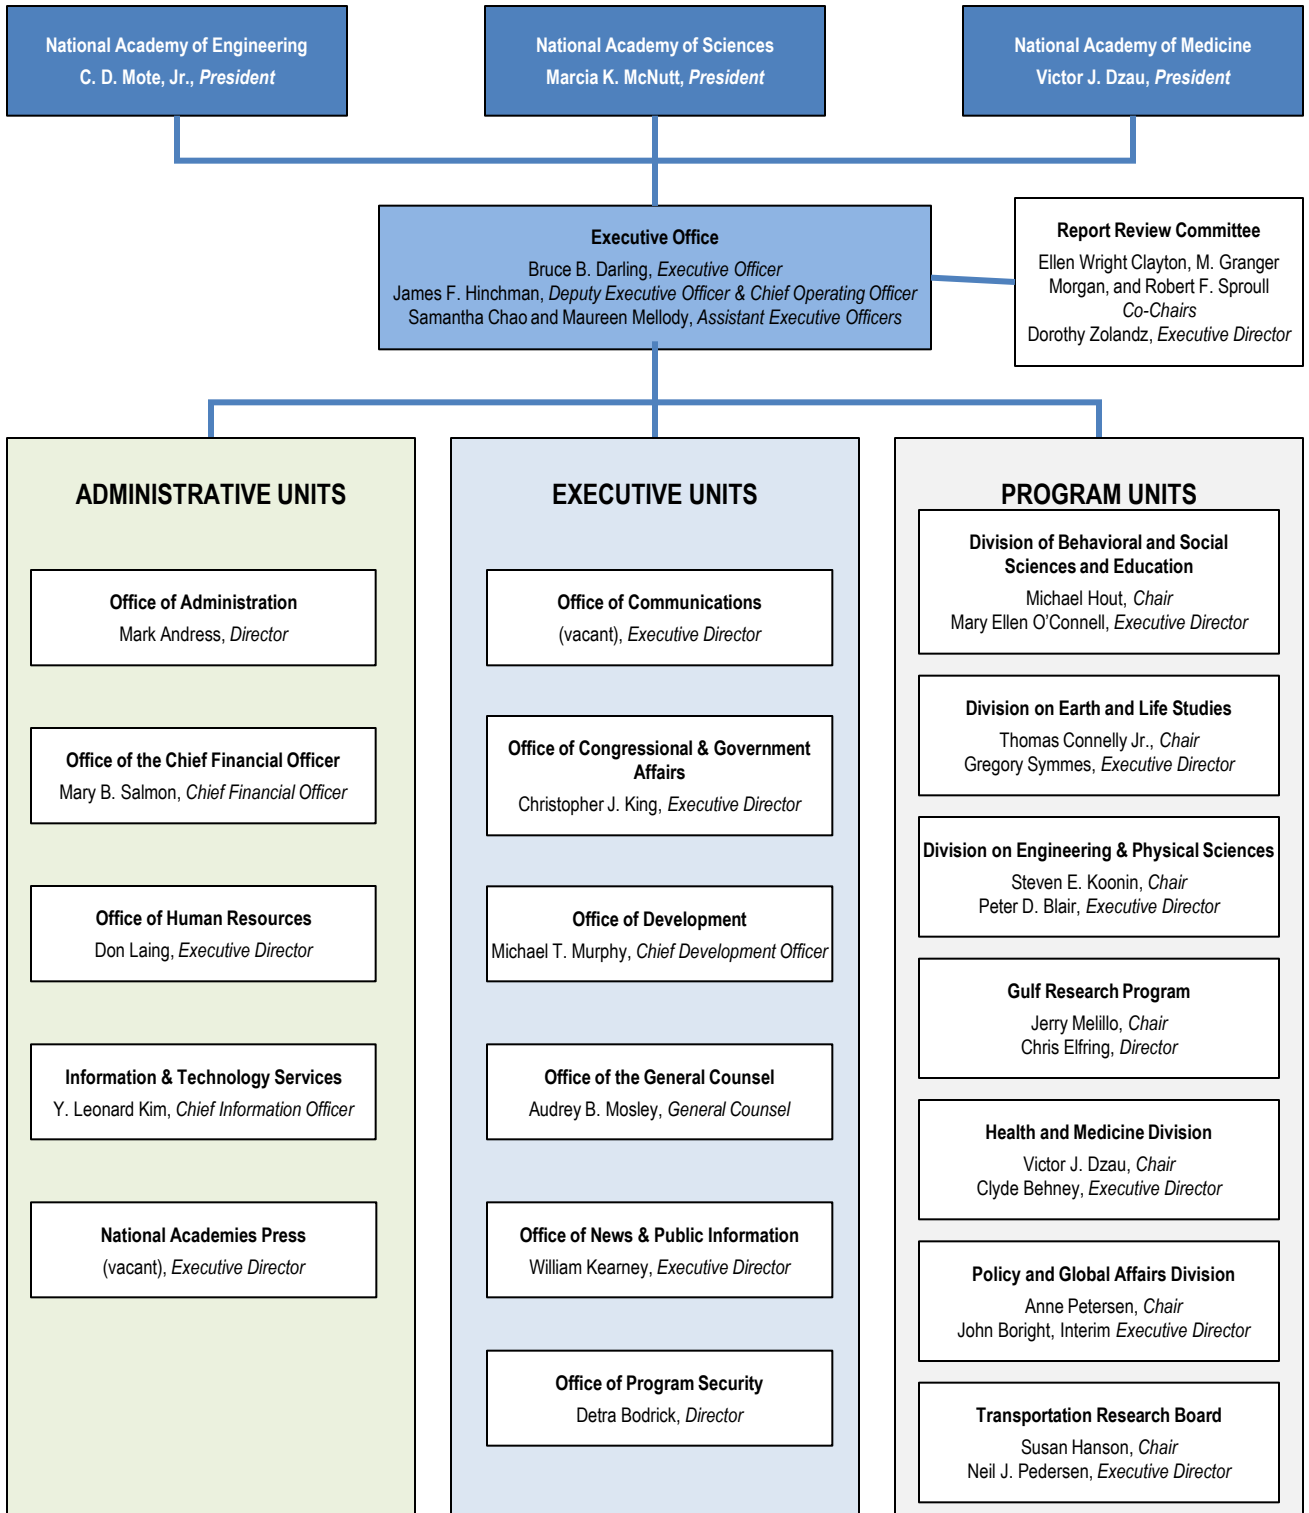 National Academy of Engineering
C. D. Mote, Jr., President
National Academy of Sciences
Marcia K. McNutt, President
National Academy of Medicine
Victor J. Dzau, President
Executive Office
Bruce B. Darling, Executive Officer
James F. Hinchman, Deputy Executive Officer & Chief Operating Officer
Samantha Chao and Maureen Mellody, Assistant Executive Officers
Report Review Committee
Ellen Wright Clayton, M. Granger
Morgan, and Robert F. Sproull
Co-Chairs
Dorothy Zolandz, Executive Director
ADMINISTRATIVE UNITS
Office of Administration
Mark Andress, Director
Office of the Chief Financial Officer
Mary B. Salmon, Chief Financial Officer
Office of Human Resources
Don Laing, Executive Director
Information & Technology Services
Y. Leonard Kim, Chief Information Officer
National Academies Press
(vacant), Executive Director
EXECUTIVE UNITS
Office of Communications
(vacant), Executive Director
Office of Congressional & Government
Affairs
Christopher J. King, Executive Director
Office of Development
Michael T. Murphy, Chief Development Officer
Office of the General Counsel
Audrey B. Mosley, General Counsel
Office of News & Public Information
William Kearney, Executive Director
Office of Program Security
Detra Bodrick, Director
PROGRAM UNITS
Division of Behavioral and Social
Sciences and Education
Michael Hout, Chair
Mary Ellen O’Connell, Executive Director
Division on Earth and Life Studies
Thomas Connelly Jr., Chair
Gregory Symmes, Executive Director
Division on Engineering & Physical Sciences
Steven E. Koonin, Chair
Peter D. Blair, Executive Director
Gulf Research Program
Jerry Melillo, Chair
Chris Elfring, Director
Health and Medicine Division
Victor J. Dzau, Chair
Clyde Behney, Executive Director
Policy and Global Affairs Division
Anne Petersen, Chair
John Boright, Interim Executive Director
Transportation Research Board
Susan Hanson, Chair
Neil J. Pedersen, Executive Director